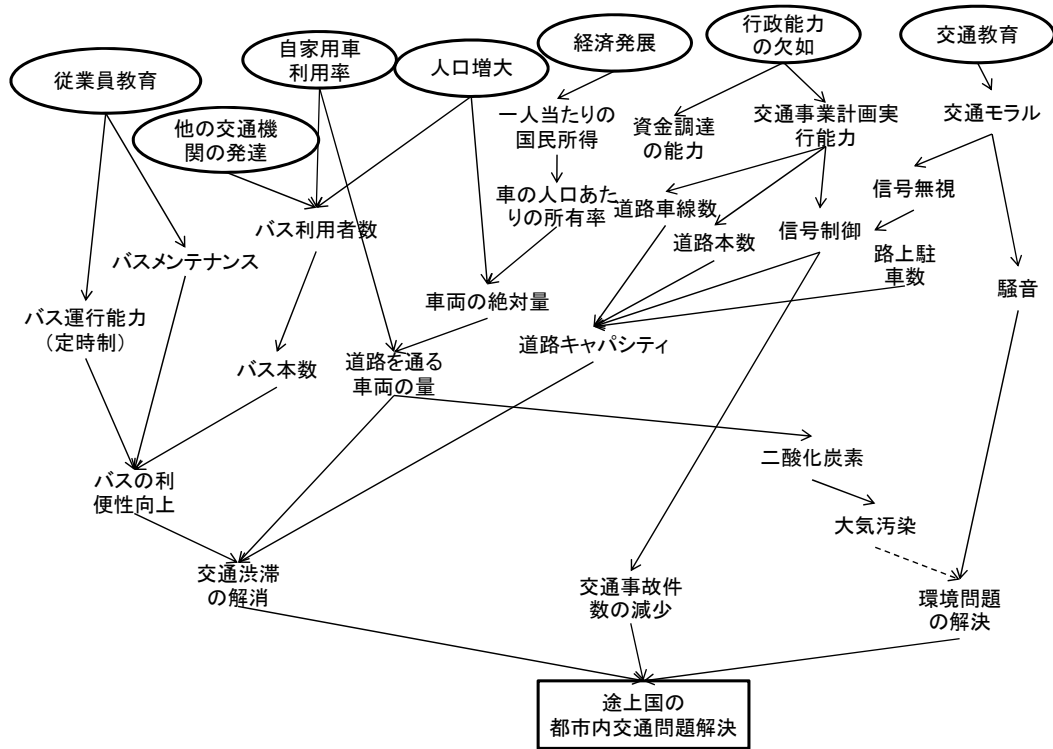 従業員教育
自家用車
利用率
人口増大
経済発展
行政能力
の欠如
交通教育
他の交通機
関の発達
一人当たりの
国民所得
資金調達
の能力
交通事業計画実
行能力
交通モラル
車の人口あた
りの所有率
道路車線数
信号無視
バス利用者数
道路本数
信号制御
路上駐
車数
バスメンテナンス
車両の絶対量
騒音
バス運行能力
（定時制）
バス本数
道路を通る
車両の量
道路キャパシティ
二酸化炭素
バスの利
便性向上
大気汚染
交通渋滞
の解消
交通事故件
数の減少
環境問題
の解決
途上国の
都市内交通問題解決